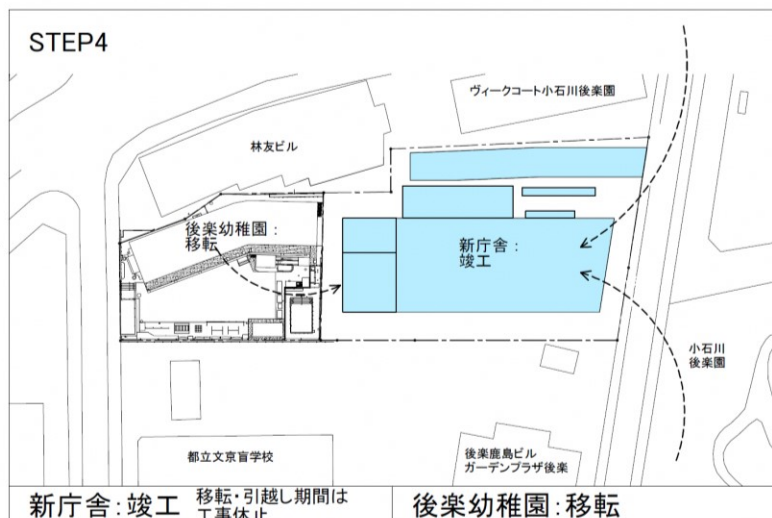 STEP4
ヴィークコート小石川後楽園
林友ビル
後楽幼稚園：
移転
新庁舎：
竣工
小石川
後楽園
都立文京盲学校
後楽鹿島ビル
ガーデンプラザ後楽
新庁舎：竣工 移転・引越し期間は
工事休止
後楽幼稚園：移転